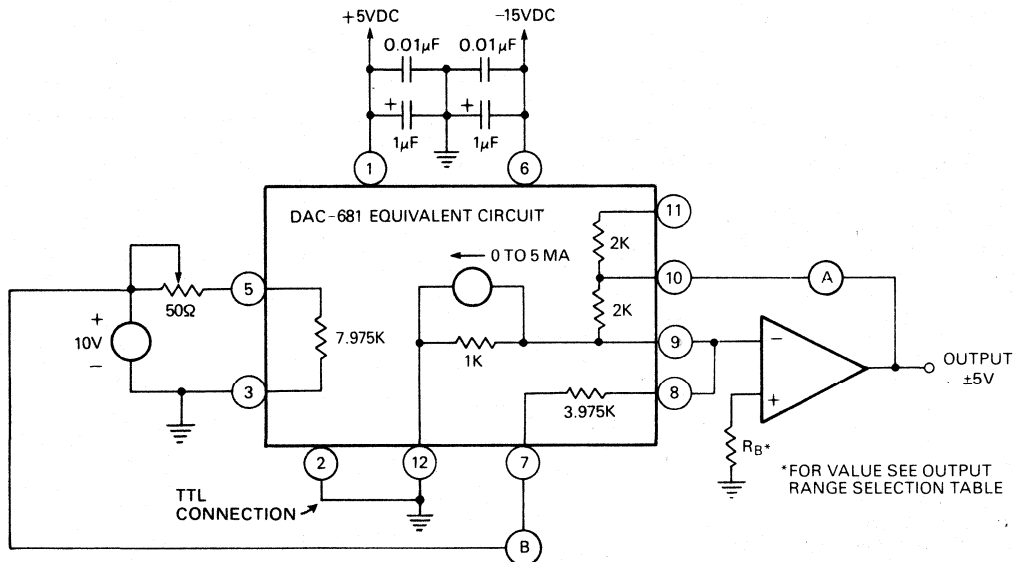 +5VDC
-15VDC
0.01µF
0.01µF
+
+
1µF
1µF
1
6
DAC-681 EQUIVALENT CIRCUIT
11
2K
0 TO 5 MA
10
A
5
50Ω
2K
+
10V
-
7.975K
1K
9
-
OUTPUT
±5V
3
3.975K
8
+
RB*
*FOR VALUE SEE OUTPUT
RANGE SELECTION TABLE
2
12
7
TTL
CONNECTION
B